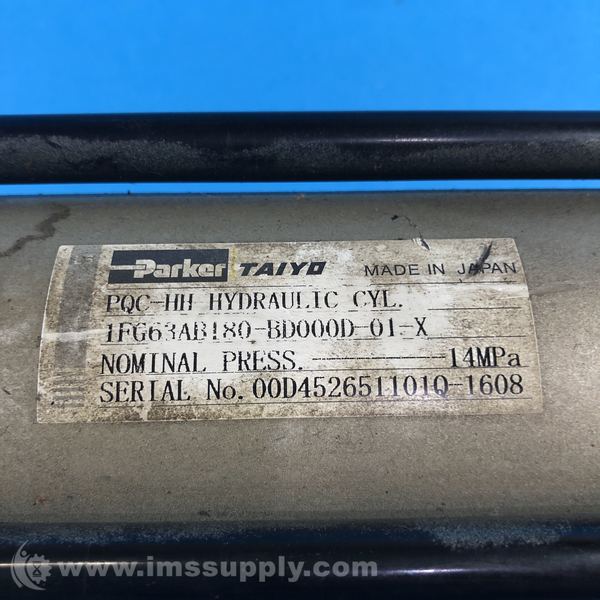 Parker TAIYO MADE IN JAPAN
PQC-HH HYDRAULIC CYL.
1FG63AB180-BD000D-01-X
NOMINAL PRESS. 14MPa
SERIAL No. 00D452651101Q-1608
www.imssupply.com